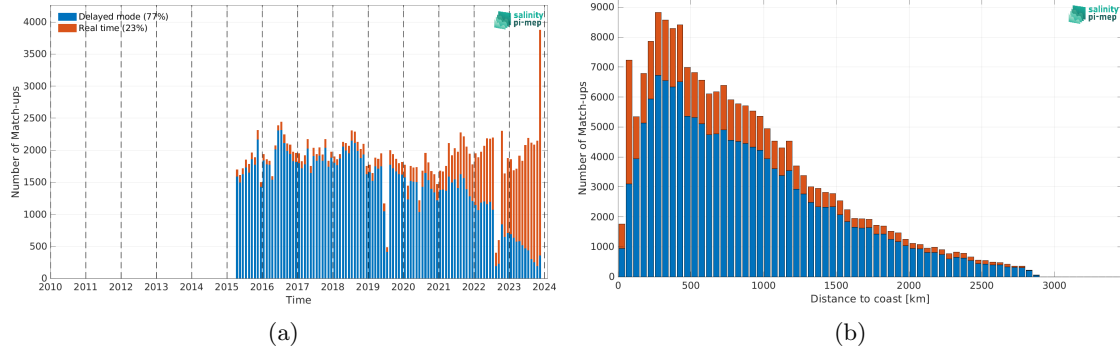 Delayed mode (77%)
Real time (23%)
salinity
pi-mep
Number of Match-ups
4000
3500
3000
2500
2000
1500
1000
500
0
2010 2011 2012 2013 2014 2015 2016 2017 2018 2019 2020 2021 2022 2023 2024
Time
(a)
salinity
pi-mep
Number of Match-ups
9000
8000
7000
6000
5000
4000
3000
2000
1000
0
0 500 1000 1500 2000 2500 3000
Distance to coast [km]
(b)